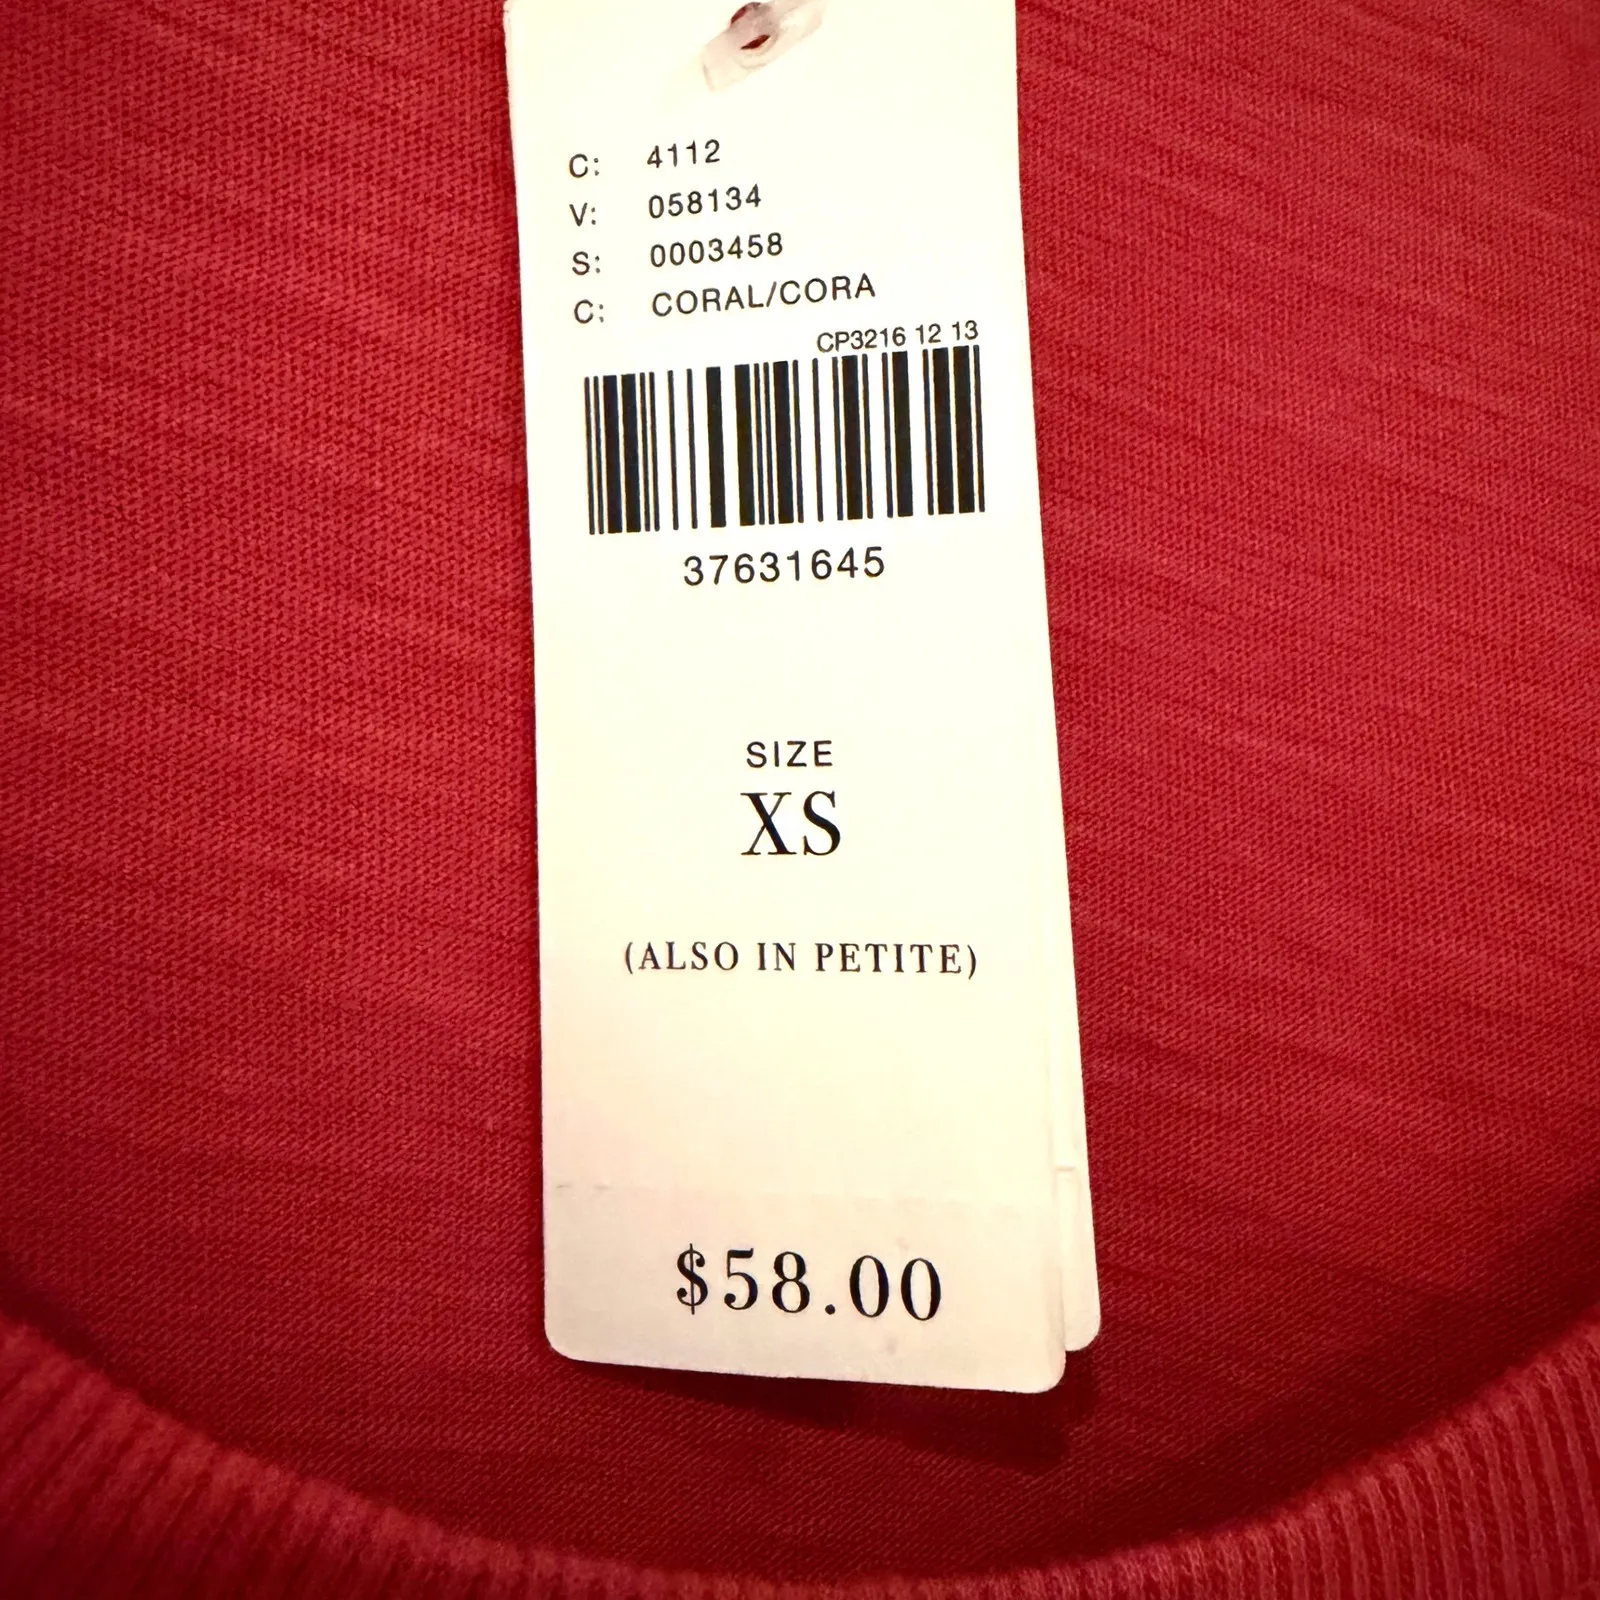 C: 4112
V: 058134
S: 0003458
C: CORAL/CORA
CP3216 12 13
37631645
SIZE
XS
(ALSO IN PETITE)
$58.00